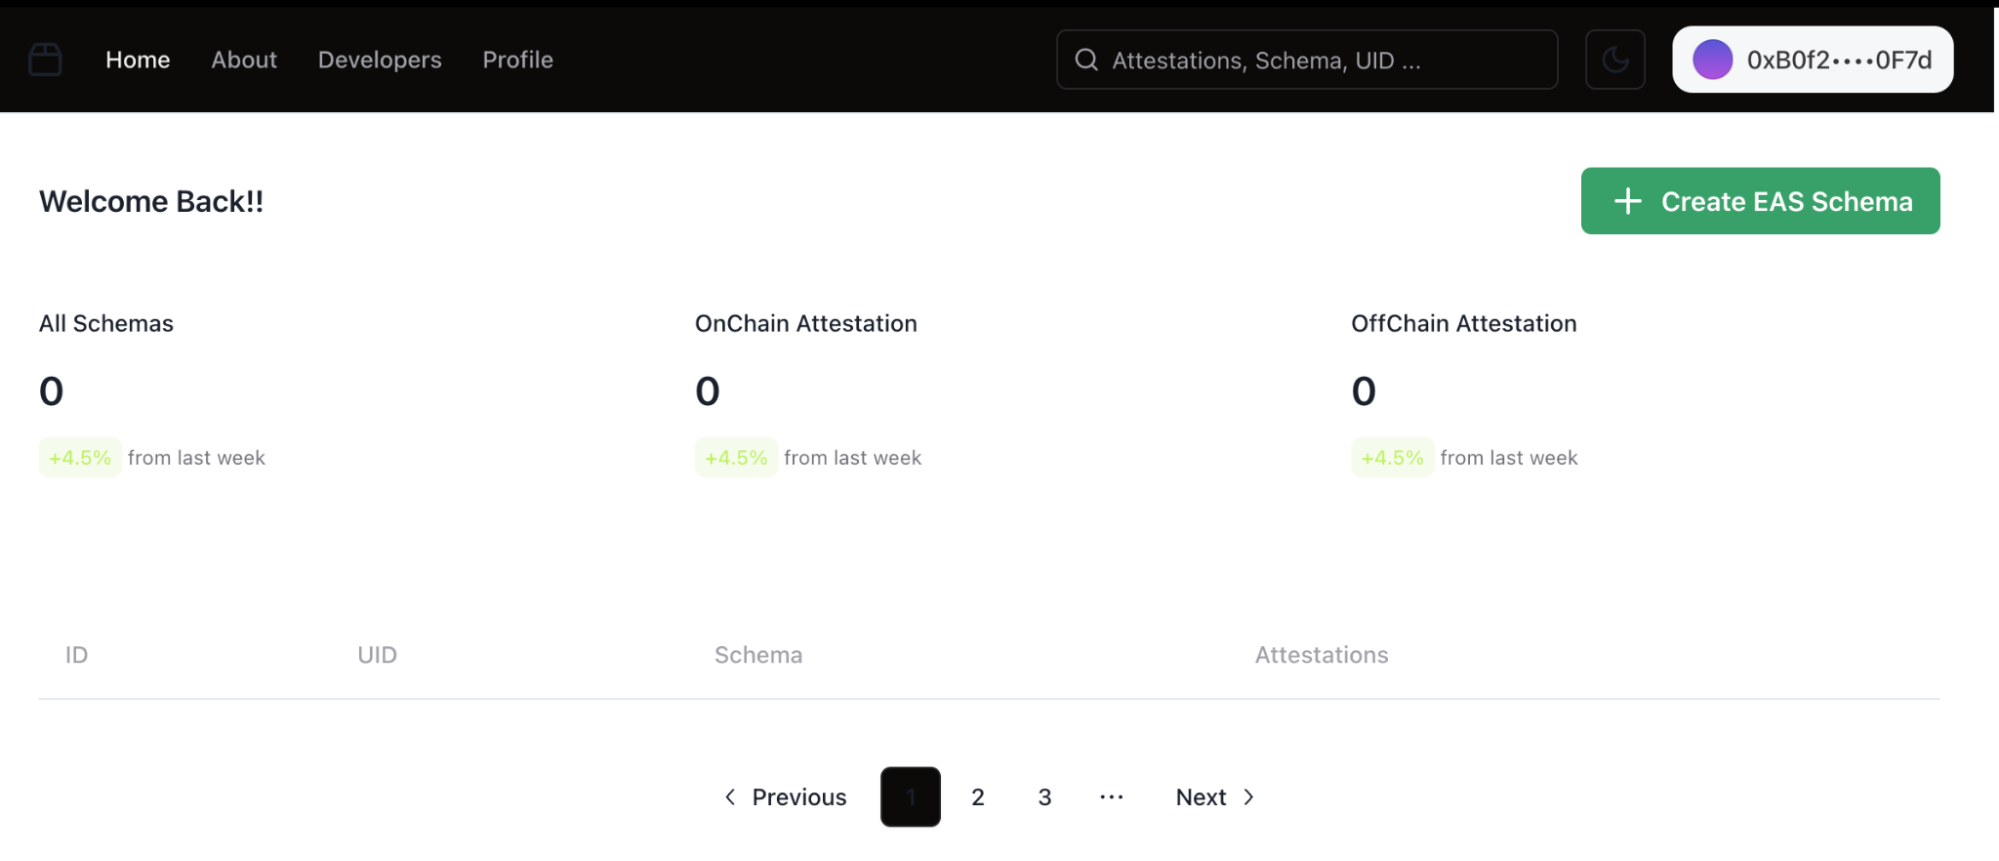 Home About Developers Profile Attestations, Schema, UID ... 0xB0f2••••0F7d
Welcome Back!! + Create EAS Schema
All Schemas OnChain Attestation OffChain Attestation
0 0 0
+4.5% from last week +4.5% from last week +4.5% from last week
ID UID Schema Attestations
Previous 1 2 3 ... Next